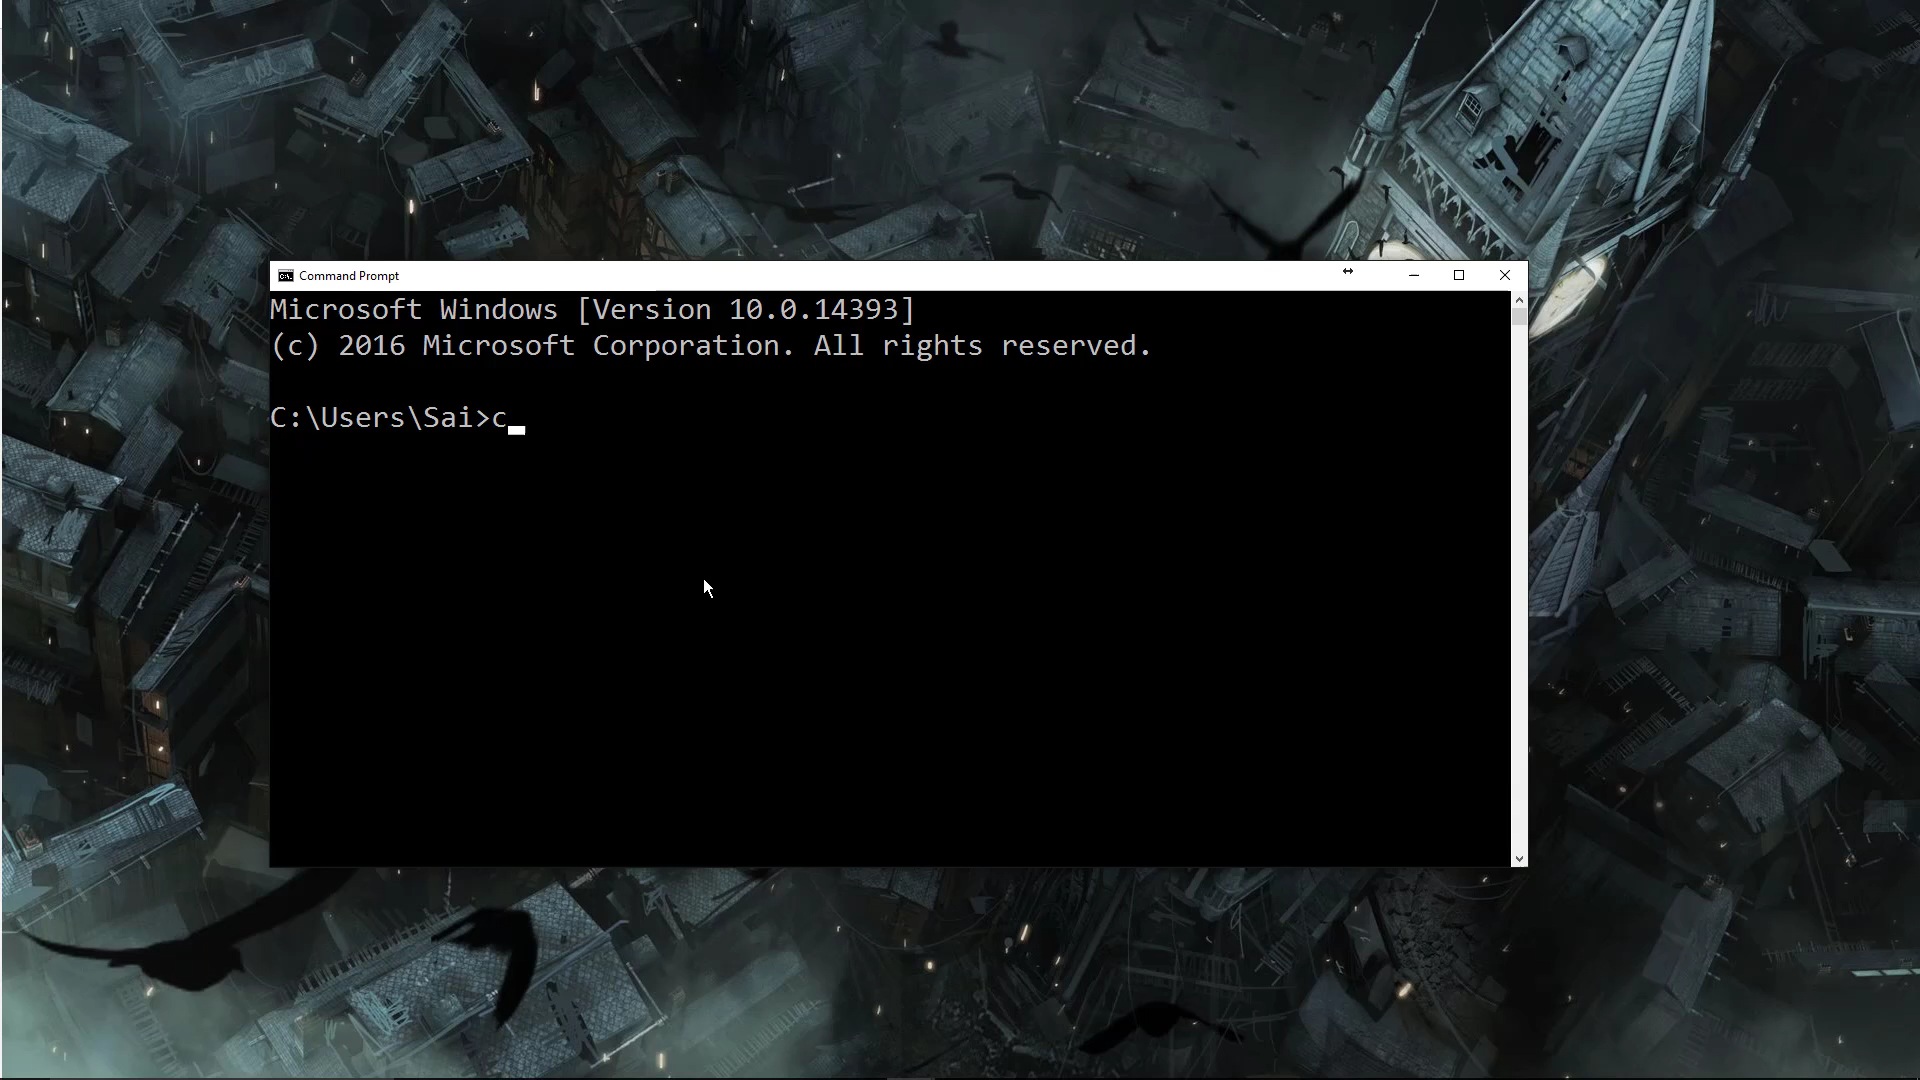 Command Prompt
Microsoft Windows [Version 10.0.14393]
(c) 2016 Microsoft Corporation. All rights reserved.
C:\Users\Sai>c